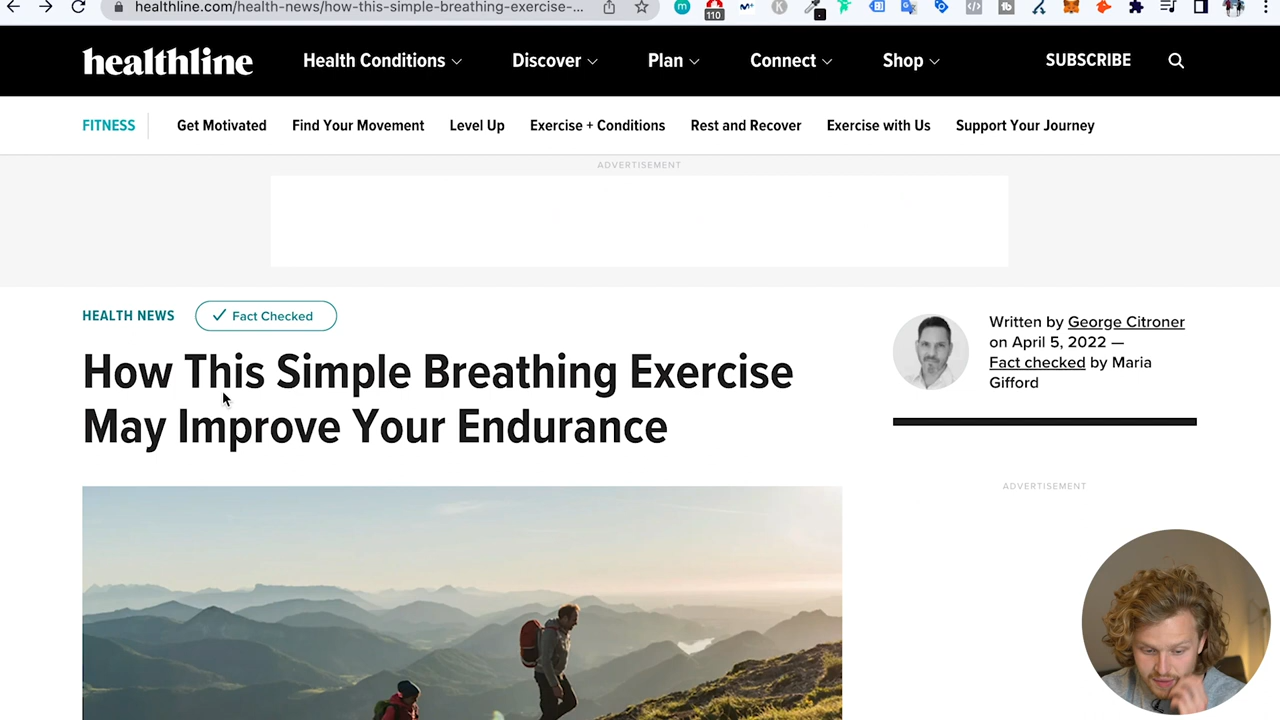 healthline.com/health-news/how-this-simple-breathing-exercise-...
110
healthline
Health Conditions
Discover
Plan
Connect
Shop
SUBSCRIBE
FITNESS
Get Motivated
Find Your Movement
Level Up
Exercise + Conditions
Rest and Recover
Exercise with Us
Support Your Journey
ADVERTISEMENT
HEALTH NEWS
Fact Checked
How This Simple Breathing Exercise
May Improve Your Endurance
Written by George Citroner
on April 5, 2022 —
Fact checked by Maria
Gifford
ADVERTISEMENT